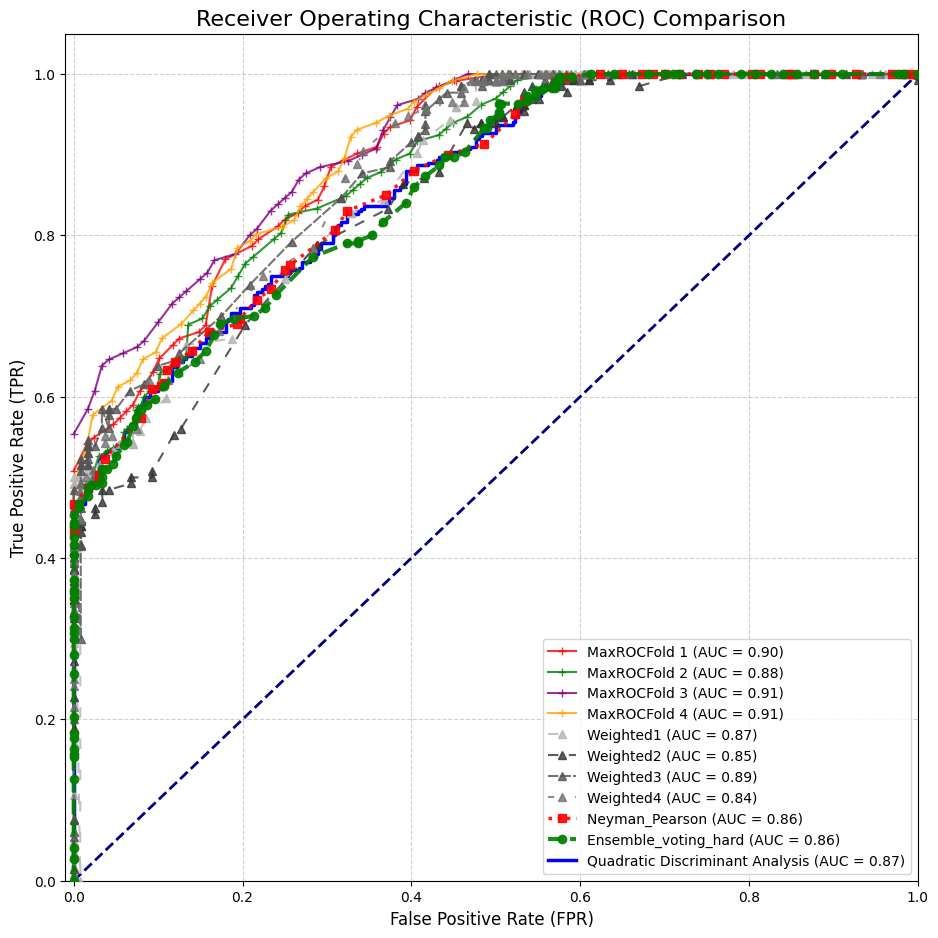 Receiver Operating Characteristic (ROC) Comparison
True Positive Rate (TPR)
1.0
0.8
0.6
0.4
0.2
0.0
MaxROCFold 1 (AUC = 0.90)
MaxROCFold 2 (AUC = 0.88)
MaxROCFold 3 (AUC = 0.91)
MaxROCFold 4 (AUC = 0.91)
Weighted1 (AUC = 0.87)
Weighted2 (AUC = 0.85)
Weighted3 (AUC = 0.89)
Weighted4 (AUC = 0.84)
Neyman_Pearson (AUC = 0.86)
Ensemble_voting_hard (AUC = 0.86)
Quadratic Discriminant Analysis (AUC = 0.87)
0.0 0.2 0.4 0.6 0.8 1.0
False Positive Rate (FPR)